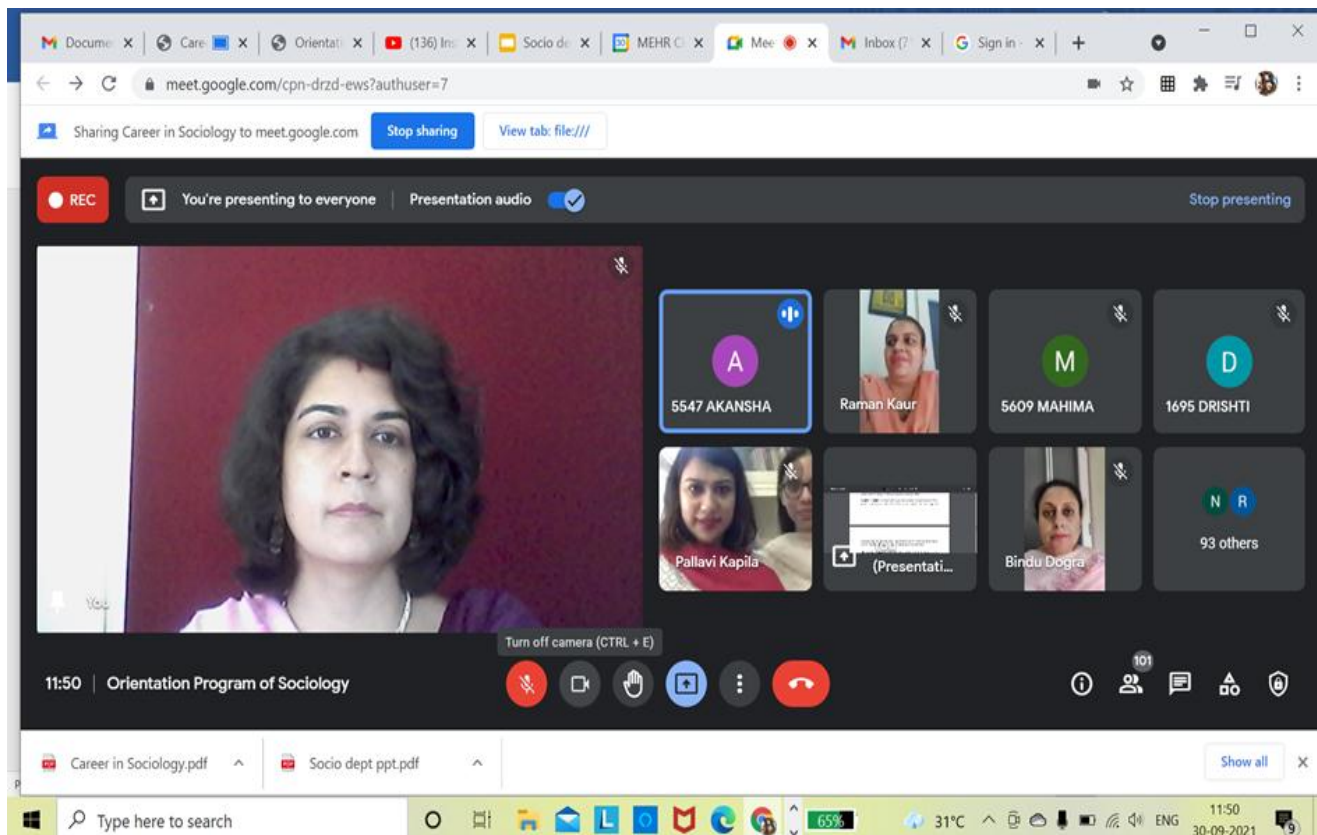 Docume
Care
Orientati
(136) Ins
Socio de
MEHR C
Mee
Inbox (7
Sign in -
meet.google.com/cpn-drzd-ews?authuser=7
Sharing Career in Sociology to meet.google.com
Stop sharing
View tab: file:///
REC
You're presenting to everyone
Presentation audio
Stop presenting
A
5547 AKANSHA
Raman Kaur
M
5609 MAHIMA
D
1695 DRISHTI
Pallavi Kapila
(Presentati...
Bindu Dogra
N R
93 others
You
Turn off camera (CTRL + E)
11:50 | Orientation Program of Sociology
101
Career in Sociology.pdf
Socio dept ppt.pdf
Show all
Type here to search
65%
31°C
ENG
11:50
30-09-2021